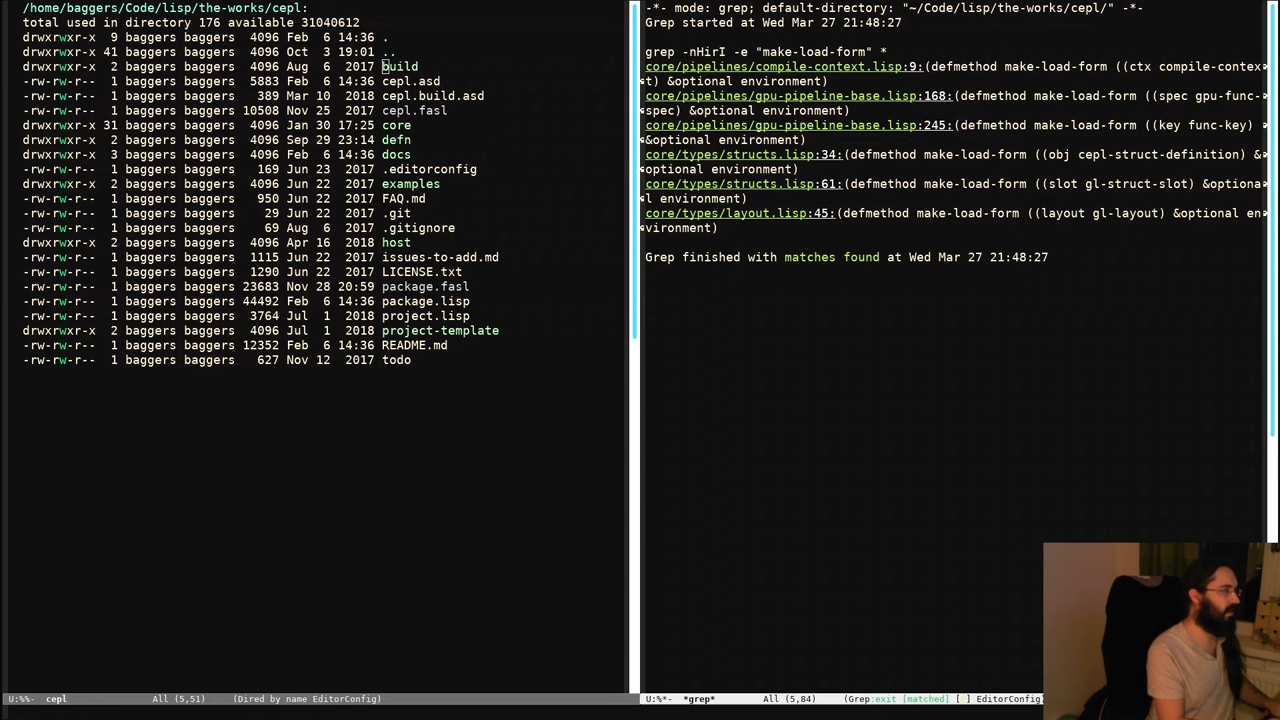 /home/baggers/Code/lisp/the-works/cepl:
total used in directory 176 available 31040612
drwxrwxr-x  9 baggers baggers  4096 Feb  6 14:36 .
drwxrwxr-x 41 baggers baggers  4096 Oct  3 19:01 ..
drwxrwxr-x  2 baggers baggers  4096 Aug  6  2017 build
-rw-rw-r--  1 baggers baggers  5883 Feb  6 14:36 cepl.asd
-rw-rw-r--  1 baggers baggers   389 Mar 10  2018 cepl.build.asd
-rw-rw-r--  1 baggers baggers 10508 Nov 25  2017 cepl.fasl
drwxrwxr-x 31 baggers baggers  4096 Jan 30 17:25 core
drwxrwxr-x  2 baggers baggers  4096 Sep 29 23:14 defn
drwxrwxr-x  3 baggers baggers  4096 Feb  6 14:36 docs
-rw-rw-r--  1 baggers baggers   169 Jun 23  2017 .editorconfig
drwxrwxr-x  2 baggers baggers  4096 Jun 22  2017 examples
-rw-rw-r--  1 baggers baggers   950 Jun 22  2017 FAQ.md
-rw-rw-r--  1 baggers baggers    29 Jun 22  2017 .git
-rw-rw-r--  1 baggers baggers    69 Aug  6  2017 .gitignore
drwxrwxr-x  2 baggers baggers  4096 Apr 16  2018 host
-rw-rw-r--  1 baggers baggers  1115 Jun 22  2017 issues-to-add.md
-rw-rw-r--  1 baggers baggers  1290 Jun 22  2017 LICENSE.txt
-rw-rw-r--  1 baggers baggers 23683 Nov 28 20:59 package.fasl
-rw-rw-r--  1 baggers baggers 44492 Feb  6 14:36 package.lisp
-rw-rw-r--  1 baggers baggers  3764 Jul  1  2018 project.lisp
drwxrwxr-x  2 baggers baggers  4096 Jul  1  2018 project-template
-rw-rw-r--  1 baggers baggers 12352 Feb  6 14:36 README.md
-rw-rw-r--  1 baggers baggers   627 Nov 12  2017 todo
U:%%-  cepl    All (5,51)    (Dired by name EditorConfig)
-*- mode: grep; default-directory: "~/Code/lisp/the-works/cepl/" -*-
Grep started at Wed Mar 27 21:48:27
grep -nHirI -e "make-load-form" *
core/pipelines/compile-context.lisp:9:(defmethod make-load-form ((ctx compile-contex
t) &optional environment)
core/pipelines/gpu-pipeline-base.lisp:168:(defmethod make-load-form ((spec gpu-func-
spec) &optional environment)
core/pipelines/gpu-pipeline-base.lisp:245:(defmethod make-load-form ((key func-key)
&optional environment)
core/types/structs.lisp:34:(defmethod make-load-form ((obj cepl-struct-definition) &
optional environment)
core/types/structs.lisp:61:(defmethod make-load-form ((slot gl-struct-slot) &optiona
l environment)
core/types/layout.lisp:45:(defmethod make-load-form ((layout gl-layout) &optional en
vironment)
Grep finished with matches found at Wed Mar 27 21:48:27
U:%*-  *grep*    All (5,84)    (Grep:exit [matched] [ ] EditorConfig)